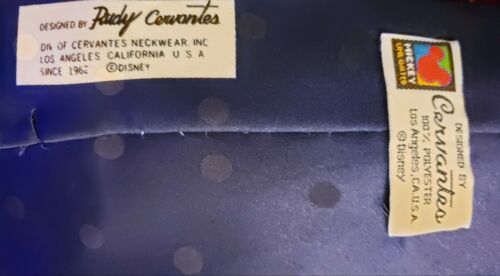 DESIGNED BY Rudy Cervantes
DIV OF CERVANTES NECKWEAR, INC
LOS ANGELES CALIFORNIA U S A
SINCE 1962 ©DISNEY
MICKEY
UNLIMITED
DESIGNED BY
Cervantes
100% POLYESTER
Los Angeles, CA. U.S.A.
©Disney